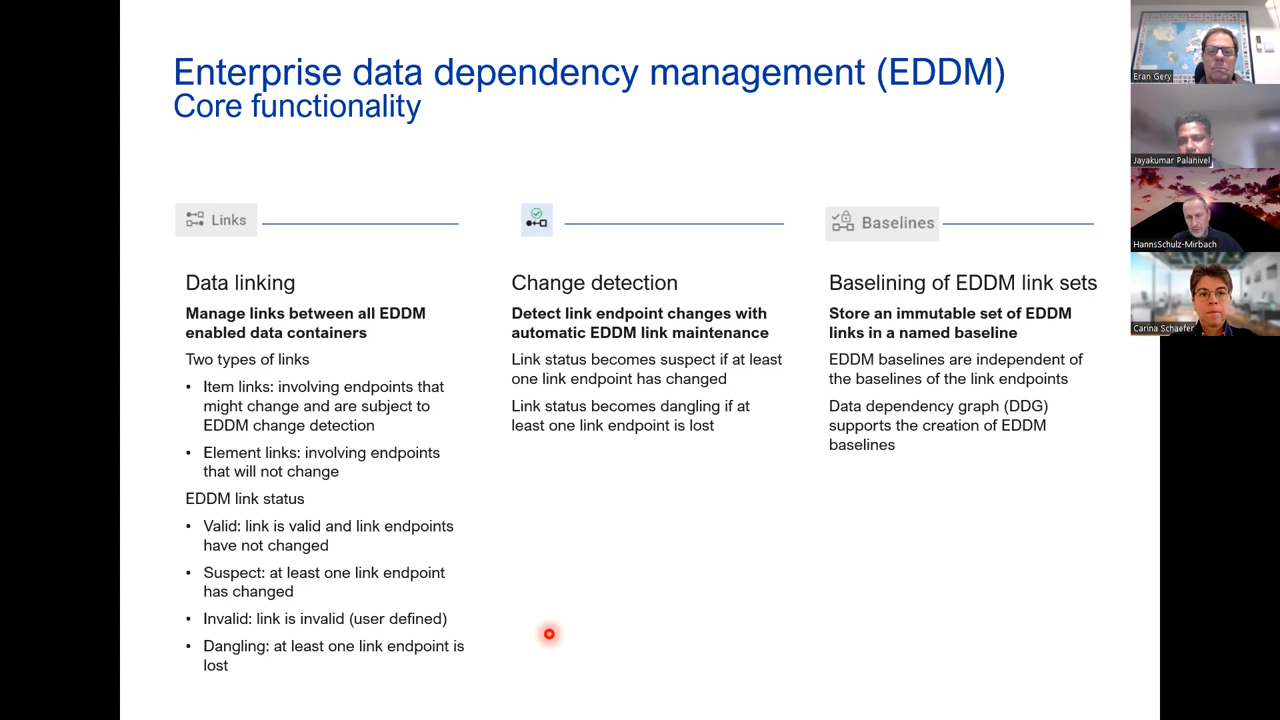 Enterprise data dependency management (EDDM)
Core functionality
Links
Data linking
Manage links between all EDDM
enabled data containers
Two types of links
• Item links: involving endpoints that
might change and are subject to
EDDM change detection
• Element links: involving endpoints
that will not change
EDDM link status
• Valid: link is valid and link endpoints
have not changed
• Suspect: at least one link endpoint
has changed
• Invalid: link is invalid (user defined)
• Dangling: at least one link endpoint is
lost
Change detection
Detect link endpoint changes with
automatic EDDM link maintenance
Link status becomes suspect if at least
one link endpoint has changed
Link status becomes dangling if at
least one link endpoint is lost
Baselines
Baselining of EDDM link sets
Store an immutable set of EDDM
links in a named baseline
EDDM baselines are independent of
the baselines of the link endpoints
Data dependency graph (DDG)
supports the creation of EDDM
baselines
Eran Gery
Jayakumar Palanivel
HannsSchulz-Mirbach
Carina Schaefer